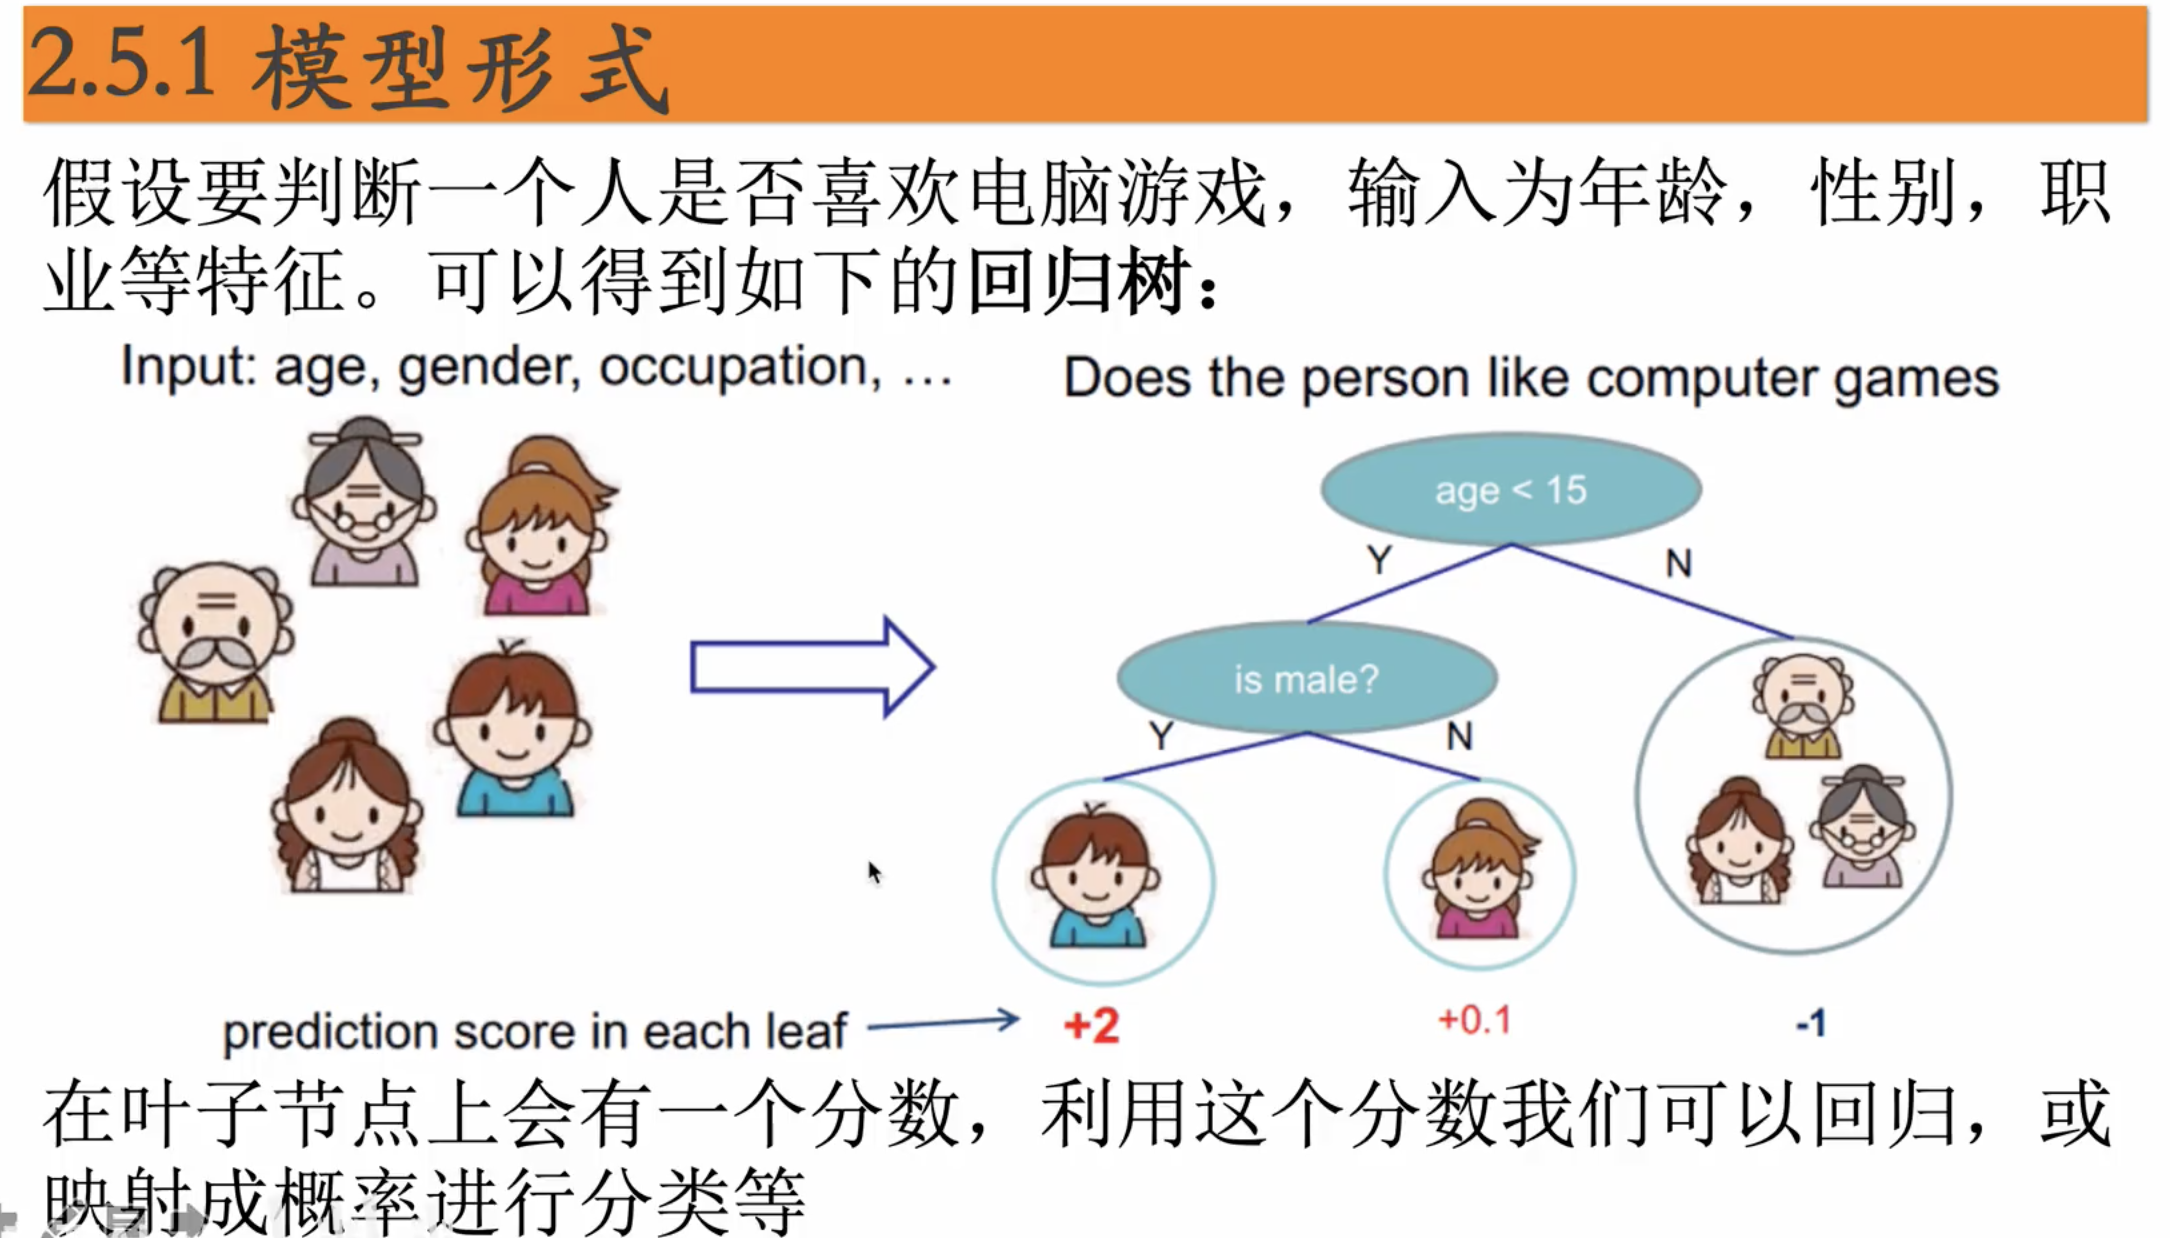 2.5.1 模型形式
假设要判断一个人是否喜欢电脑游戏，输入为年龄，性别，职
业等特征。可以得到如下的回归树：
Input: age, gender, occupation, …
Does the person like computer games
age < 15
Y
N
is male?
Y
N
prediction score in each leaf
+2
+0.1
-1
在叶子节点上会有一个分数，利用这个分数我们可以回归，或
映射成概率进行分类等